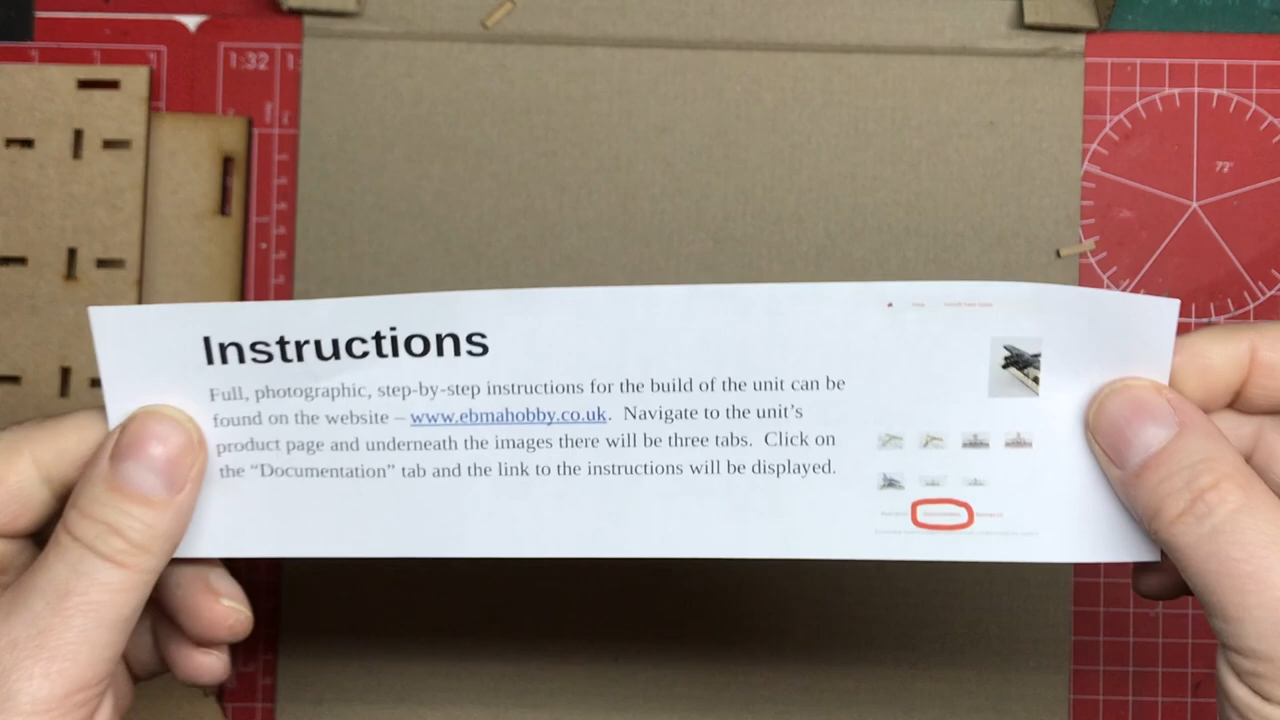 1:32
72°
Instructions
Full, photographic, step-by-step instructions for the build of the unit can be
found on the website – www.ebmahobby.co.uk. Navigate to the unit's
product page and underneath the images there will be three tabs. Click on
the “Documentation” tab and the link to the instructions will be displayed.